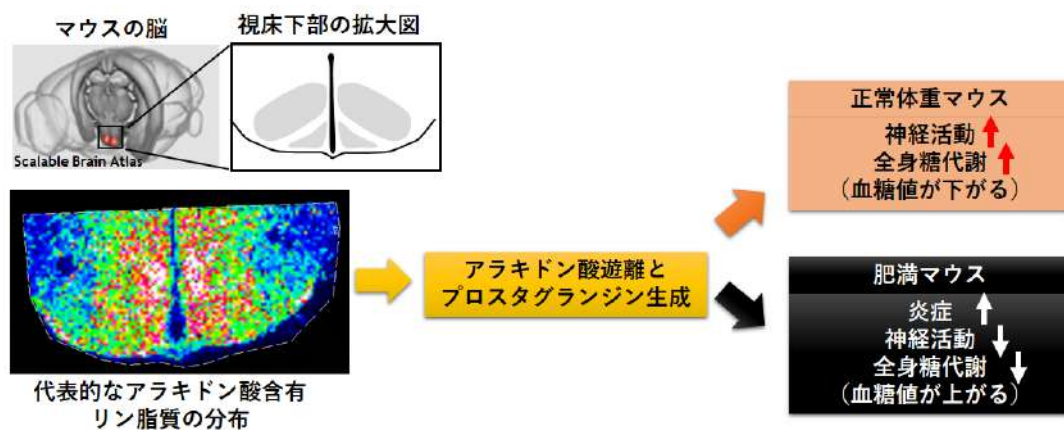 マウスの脳
視床下部の拡大図
Scalable Brain Atlas
代表的なアラキドン酸含有
リン脂質の分布
アラキドン酸遊離と
プロスタグランジン生成
正常体重マウス
神経活動
全身糖代謝
（血糖値が下がる）
肥満マウス
炎症
神経活動
全身糖代謝
（血糖値が上がる）